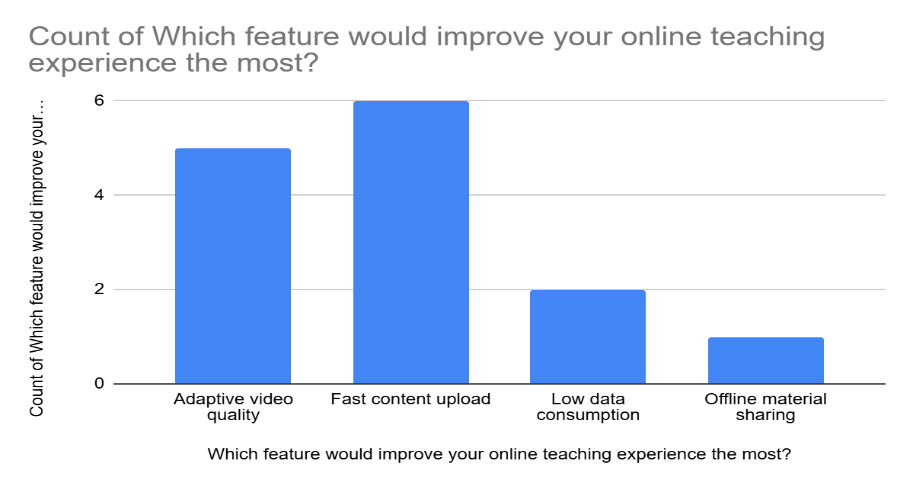 Count of Which feature would improve your online teaching
experience the most?
Count of Which feature would improve your...
6
4
2
0
Adaptive video
quality
Fast content upload
Low data
consumption
Offline material
sharing
Which feature would improve your online teaching experience the most?